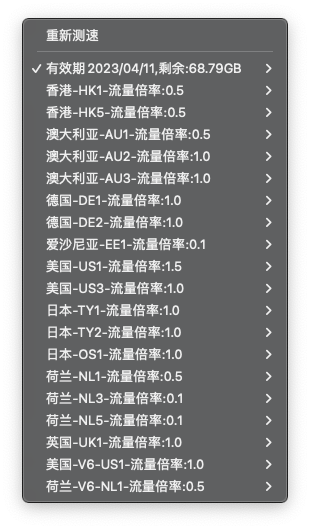 重新测速
有效期 2023/04/11,剩余:68.79GB
香港-HK1-流量倍率:0.5
香港-HK5-流量倍率:0.5
澳大利亚-AU1-流量倍率:0.5
澳大利亚-AU2-流量倍率:1.0
澳大利亚-AU3-流量倍率:1.0
德国-DE1-流量倍率:1.0
德国-DE2-流量倍率:1.0
爱沙尼亚-EE1-流量倍率:0.1
美国-US1-流量倍率:1.5
美国-US3-流量倍率:1.0
日本-TY1-流量倍率:1.0
日本-TY2-流量倍率:1.0
日本-OS1-流量倍率:1.0
荷兰-NL1-流量倍率:0.5
荷兰-NL3-流量倍率:0.1
荷兰-NL5-流量倍率:0.1
英国-UK1-流量倍率:1.0
美国-V6-US1-流量倍率:1.0
荷兰-V6-NL1-流量倍率:0.5